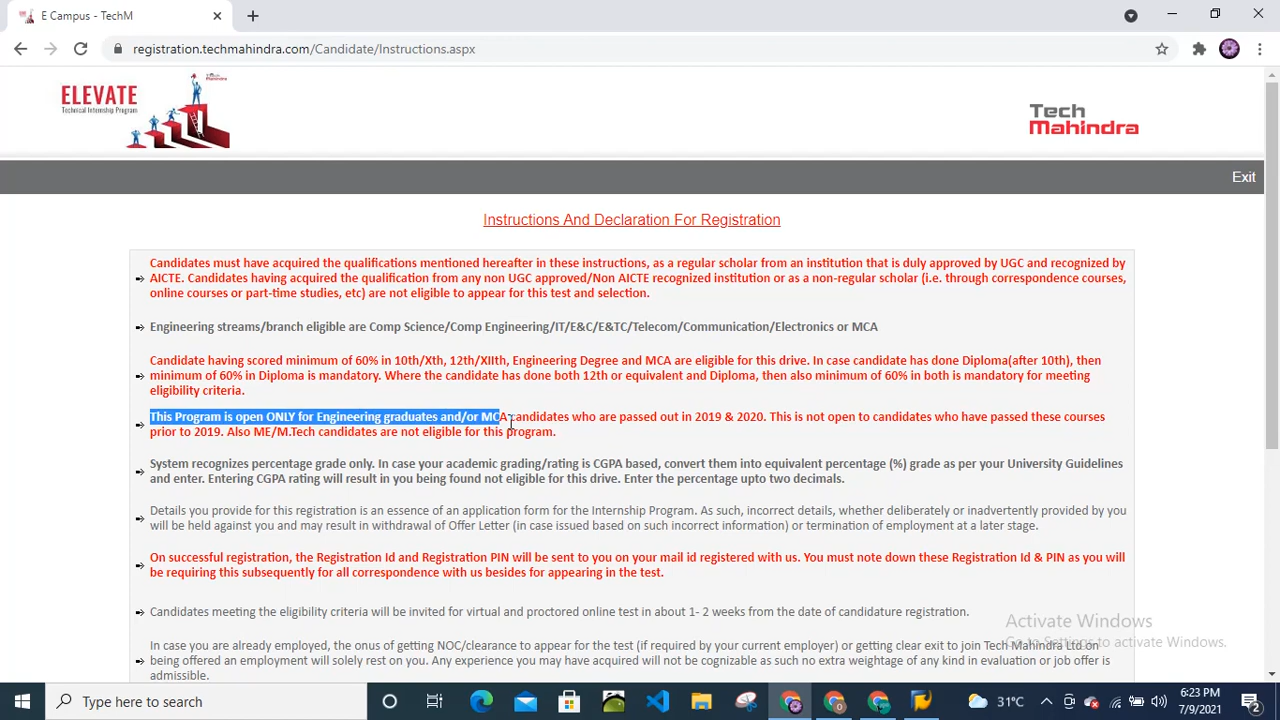 E Campus - TechM
registration.techmahindra.com/Candidate/Instructions.aspx
ELEVATE
Technical Internship Program
Tech
Mahindra
Exit
Instructions And Declaration For Registration
Candidates must have acquired the qualifications mentioned hereafter in these instructions, as a regular scholar from an institution that is duly approved by UGC and recognized by
AICTE. Candidates having acquired the qualification from any non UGC approved/Non AICTE recognized institution or as a non-regular scholar (i.e. through correspondence courses,
online courses or part-time studies, etc) are not eligible to appear for this test and selection.
Engineering streams/branch eligible are Comp Science/Comp Engineering/IT/E&C/E&TC/Telecom/Communication/Electronics or MCA
Candidate having scored minimum of 60% in 10th/Xth, 12th/XIIth, Engineering Degree and MCA are eligible for this drive. In case candidate has done Diploma(after 10th), then
minimum of 60% in Diploma is mandatory. Where the candidate has done both 12th or equivalent and Diploma, then also minimum of 60% in both is mandatory for meeting
eligibility criteria.
This Program is open ONLY for Engineering graduates and/or MCA candidates who are passed out in 2019 & 2020. This is not open to candidates who have passed these courses
prior to 2019. Also ME/M.Tech candidates are not eligible for this program.
System recognizes percentage grade only. In case your academic grading/rating is CGPA based, convert them into equivalent percentage (%) grade as per your University Guidelines
and enter. Entering CGPA rating will result in you being found not eligible for this drive. Enter the percentage upto two decimals.
Details you provide for this registration is an essence of an application form for the Internship Program. As such, incorrect details, whether deliberately or inadvertently provided by you
will be held against you and may result in withdrawal of Offer Letter (in case issued based on such incorrect information) or termination of employment at a later stage.
On successful registration, the Registration Id and Registration PIN will be sent to you on your mail id registered with us. You must note down these Registration Id & PIN as you will
be requiring this subsequently for all correspondence with us besides for appearing in the test.
Candidates meeting the eligibility criteria will be invited for virtual and proctored online test in about 1- 2 weeks from the date of candidature registration.
Activate Windows
Go to Settings to activate Windows.
In case you are already employed, the onus of getting NOC/clearance to appear for the test (if required by your current employer) or getting clear exit to join Tech Mahindra Ltd on
being offered an employment will solely rest on you. Any experience you may have acquired will not be cognizable as such no extra weightage of any kind in evaluation or job offer is
admissible.
Type here to search
31°C
6:23 PM
7/9/2021
2